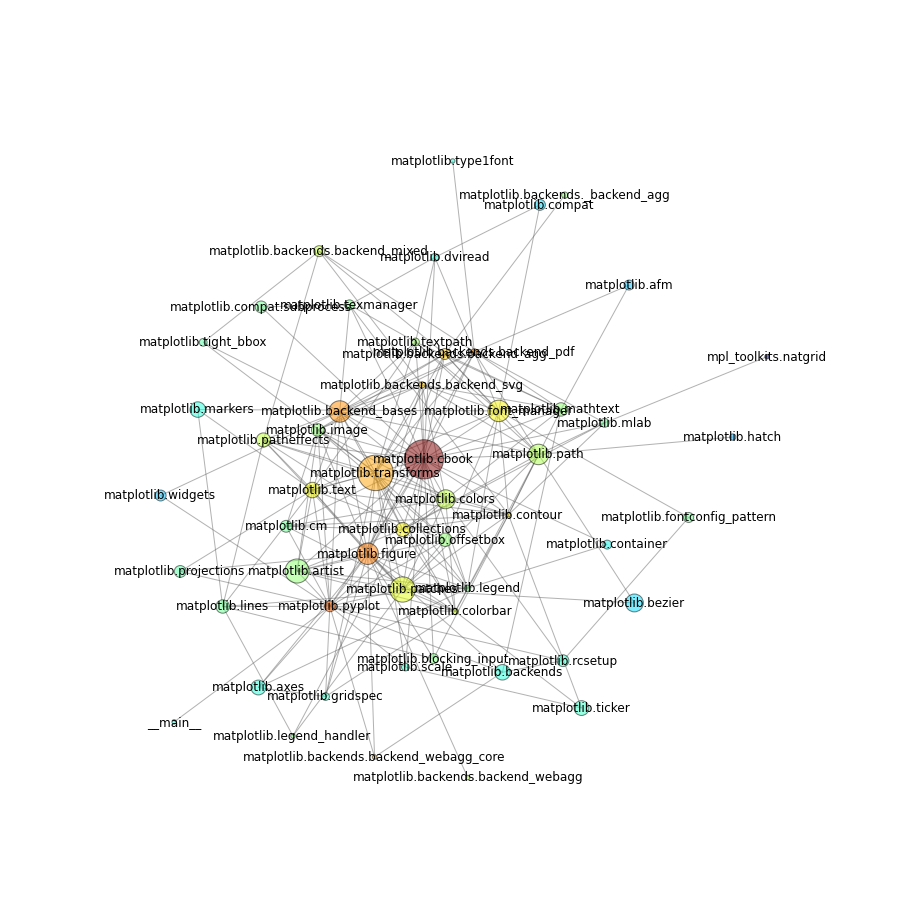 matplotlib.type1font
matplotlib.backends._backend_agg
matplotlib.compat
matplotlib.backends.backend_mixed
matplotlib.dviread
matplotlib.afm
matplotlib.compat.subprocess
matplotlib.texmanager
matplotlib.tight_bbox
matplotlib.textpath
matplotlib.backends.backend_pdf
matplotlib.backends.backend_agg
mpl_toolkits.natgrid
matplotlib.backends.backend_svg
matplotlib.markers
matplotlib.backend_bases
matplotlib.font_manager
matplotlib.mathtext
matplotlib.mlab
matplotlib.image
matplotlib.hatch
matplotlib.patheffects
matplotlib.path
matplotlib.cbook
matplotlib.transforms
matplotlib.text
matplotlib.widgets
matplotlib.colors
matplotlib.contour
matplotlib.fontconfig_pattern
matplotlib.cm
matplotlib.collections
matplotlib.offsetbox
matplotlib.container
matplotlib.figure
matplotlib.projections
matplotlib.artist
matplotlib.patches
matplotlib.legend
matplotlib.bezier
matplotlib.lines
matplotlib.pyplot
matplotlib.colorbar
matplotlib.blocking_input
matplotlib.rcsetup
matplotlib.scale
matplotlib.backends
matplotlib.axes
matplotlib.gridspec
matplotlib.ticker
__main__
matplotlib.legend_handler
matplotlib.backends.backend_webagg_core
matplotlib.backends.backend_webagg